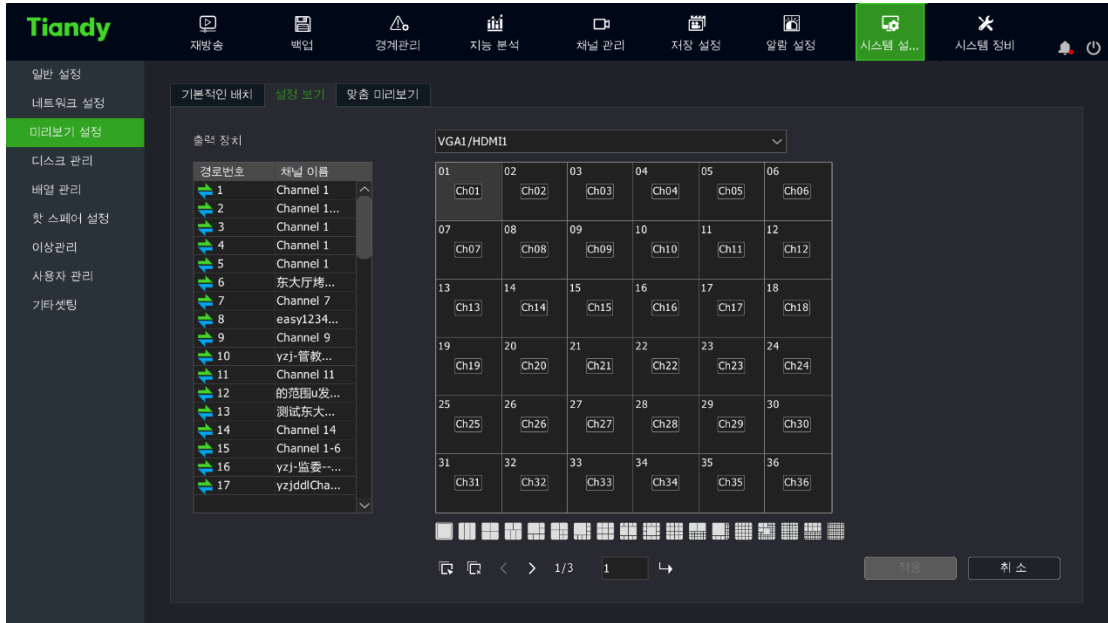 Tiandy
재방송 백업 경계관리 지능 분석 채널 관리 저장 설정 알람 설정 시스템 설... 시스템 정비
일반 설정
네트워크 설정
미리보기 설정
디스크 관리
배열 관리
핫 스페어 설정
이상관리
사용자 관리
기타셋팅
기본적인 배치 설정 보기 맞춤 미리보기
출력 장치 VGA1/HDMI1
경로번호 채널 이름
1 Channel 1
2 Channel 1...
3 Channel 1
4 Channel 1
5 Channel 1
6 东大厅烤...
7 Channel 7
8 easy1234...
9 Channel 9
10 yzj-管教...
11 Channel 11
12 的范围u发...
13 测试东大...
14 Channel 14
15 Channel 1-6
16 yzj-监委--...
17 yzjddlCha...
01 02 03 04 05 06
Ch01 Ch02 Ch03 Ch04 Ch05 Ch06
07 08 09 10 11 12
Ch07 Ch08 Ch09 Ch10 Ch11 Ch12
13 14 15 16 17 18
Ch13 Ch14 Ch15 Ch16 Ch17 Ch18
19 20 21 22 23 24
Ch19 Ch20 Ch21 Ch22 Ch23 Ch24
25 26 27 28 29 30
Ch25 Ch26 Ch27 Ch28 Ch29 Ch30
31 32 33 34 35 36
Ch31 Ch32 Ch33 Ch34 Ch35 Ch36
1/3 1
적용 취소